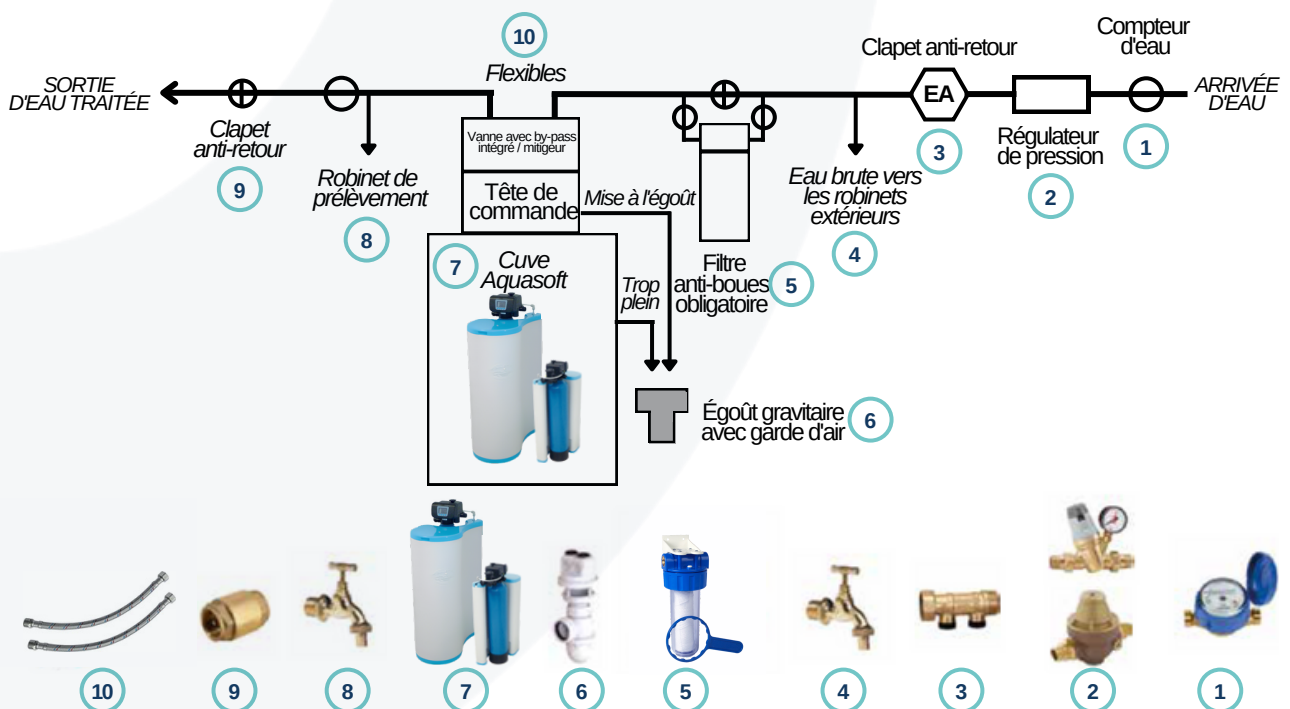 10
Flexibles
SORTIE
D'EAU TRAITÉE
Clapet
anti-retour
9
Robinet de
prélèvement
8
Vanne avec by-pass
intégré / mitigeur
Tête de
commande
Mise à l'égoût
7
Cuve
Aquasoft
Trop
plein
Filtre
anti-boues
obligatoire
5
Égoût gravitaire
avec garde d'air
6
Eau brute vers
les robinets
extérieurs
4
Clapet anti-retour
EA
3
Régulateur
de pression
2
Compteur
d'eau
1
ARRIVÉE
D'EAU
10
9
8
7
6
5
4
3
2
1